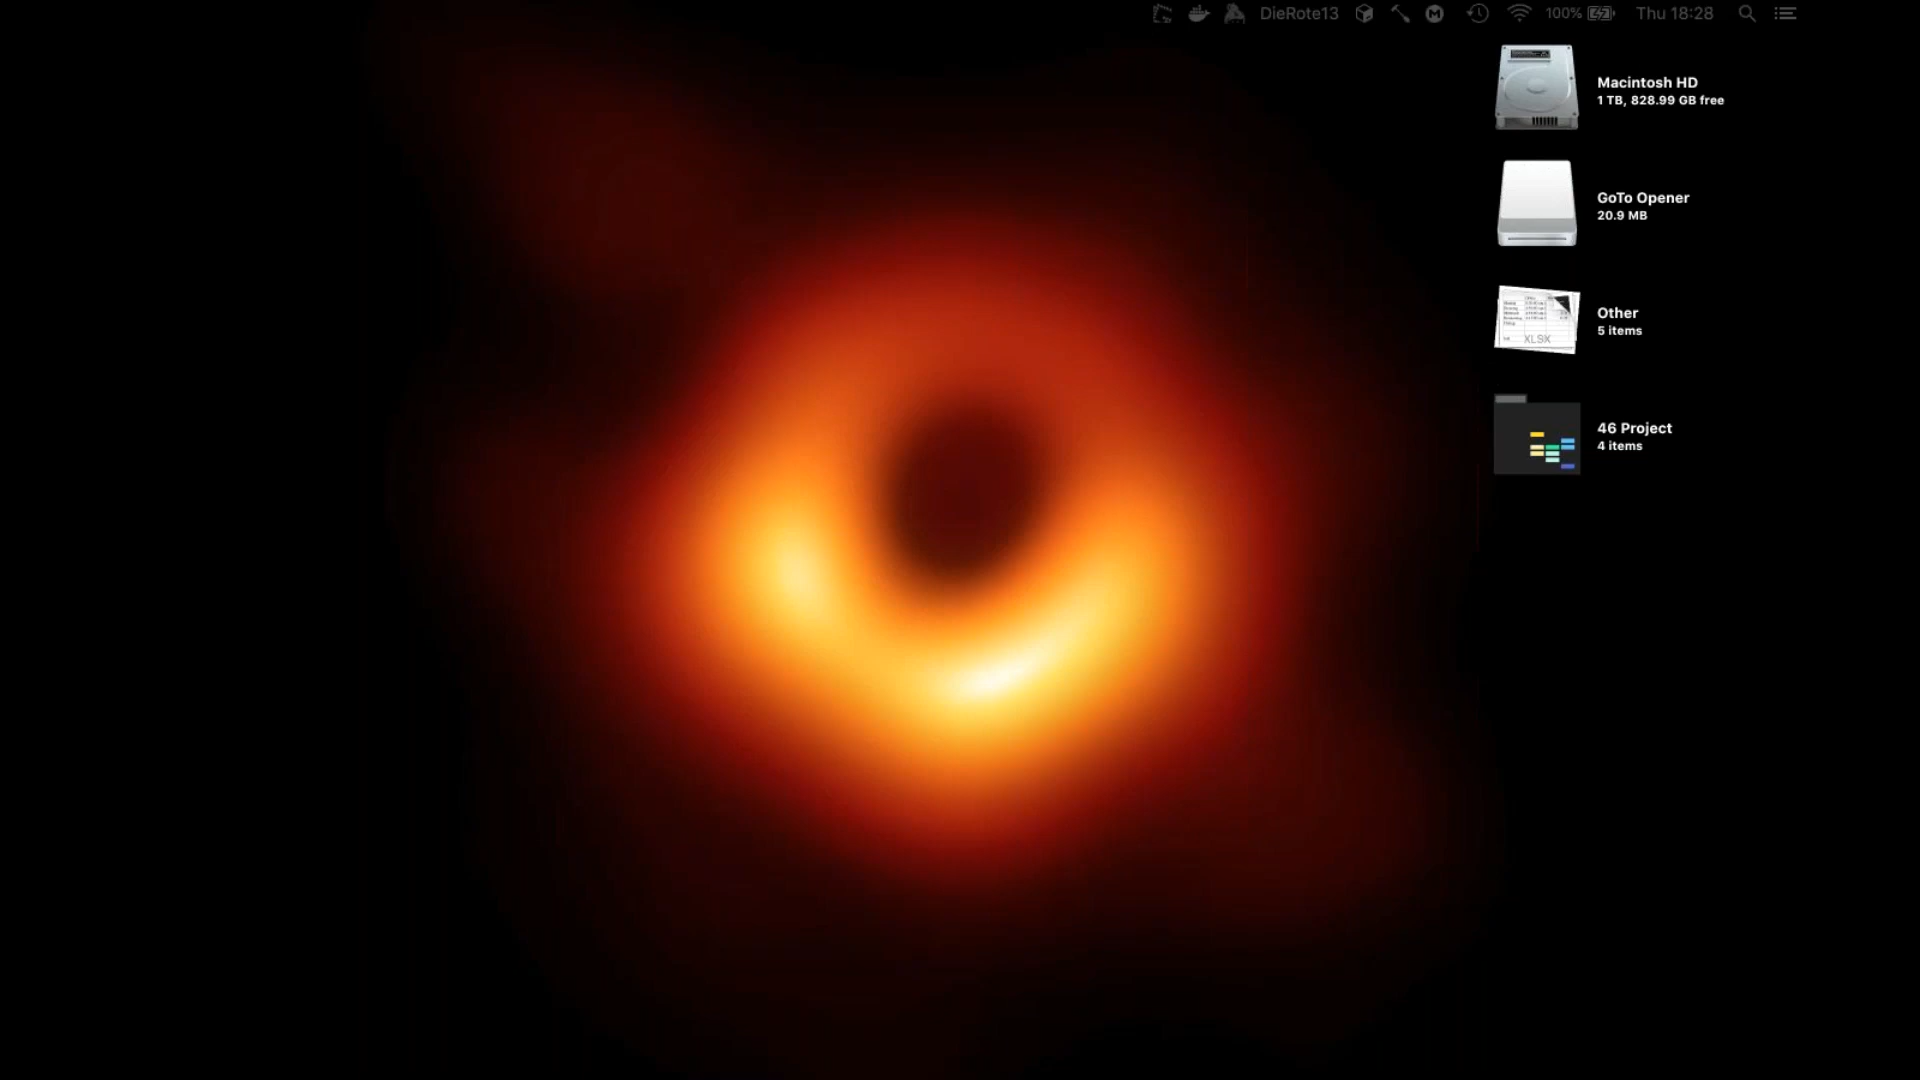 DieRote13 100% Thu 18:28
Macintosh HD
1 TB, 828.99 GB free
GoTo Opener
20.9 MB
XLSX
Other
5 items
46 Project
4 items